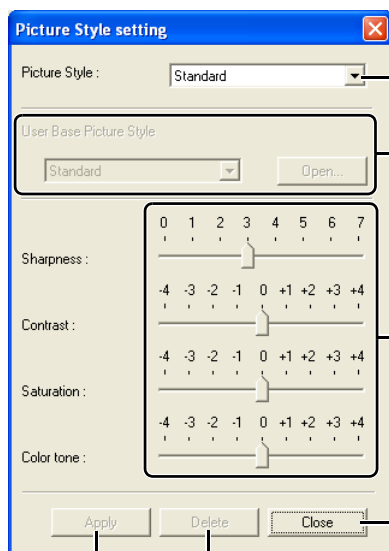 Picture Style setting
Picture Style :
Standard
User Base Picture Style
Standard
Open...
0 1 2 3 4 5 6 7
Sharpness :
-4 -3 -2 -1 0 +1 +2 +3 +4
Contrast :
-4 -3 -2 -1 0 +1 +2 +3 +4
Saturation :
-4 -3 -2 -1 0 +1 +2 +3 +4
Color tone :
Apply
Delete
Close